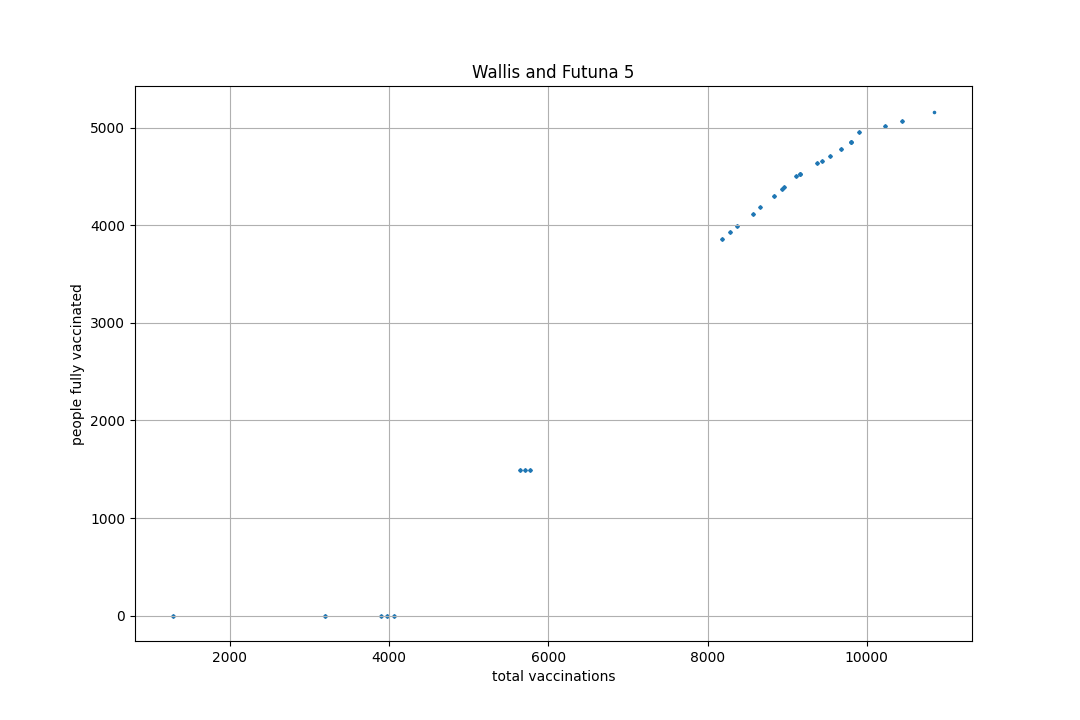 Wallis and Futuna 5
people fully vaccinated
5000
4000
3000
2000
1000
0
2000 4000 6000 8000 10000
total vaccinations